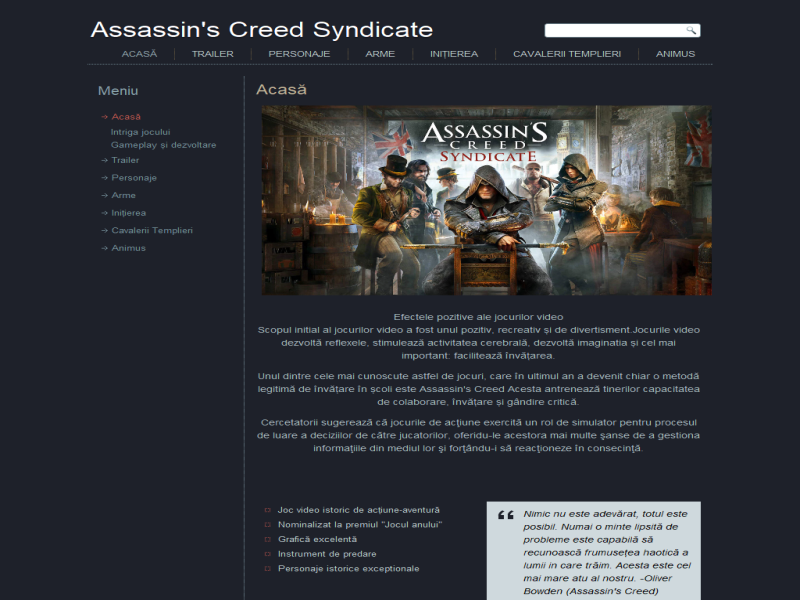 Assassin's Creed Syndicate
ACASĂ TRAILER PERSONAJE ARME INIȚIEREA CAVALERII TEMPLIERI ANIMUS
Meniu
Acasă
Intriga jocului
Gameplay și dezvoltare
Trailer
Personaje
Arme
Inițierea
Cavalerii Templieri
Animus
Acasă
ASSASSIN'S
CREED
SYNDICATE
Efectele pozitive ale jocurilor video
Scopul initial al jocurilor video a fost unul pozitiv, recreativ și de divertisment.Jocurile video
dezvoltă reflexele, stimulează activitatea cerebrală, dezvoltă imaginatia și cel mai
important: facilitează învățarea.
Unul dintre cele mai cunoscute astfel de jocuri, care în ultimul an a devenit chiar o metodă
legitimă de învățare în școli este Assassin's Creed Acesta antrenează tinerilor capacitatea
de colaborare, învățare și gândire critică.
Cercetatorii sugerează că jocurile de acţiune exercită un rol de simulator pentru procesul
de luare a deciziilor de către jucatorilor, oferidu-le acestora mai multe şanse de a gestiona
informaţiile din mediul lor şi forţându-i să reacţioneze în consecinţă.
Joc video istoric de acțiune-aventură
Nominalizat la premiul "Jocul anului"
Grafică excelentă
Instrument de predare
Personaje istorice exceptionale
Nimic nu este adevărat, totul este
posibil. Numai o minte lipsită de
probleme este capabilă să
recunoască frumusețea haotică a
lumii in care trăim. Acesta este cel
mai mare atu al nostru. -Oliver
Bowden (Assassin's Creed)